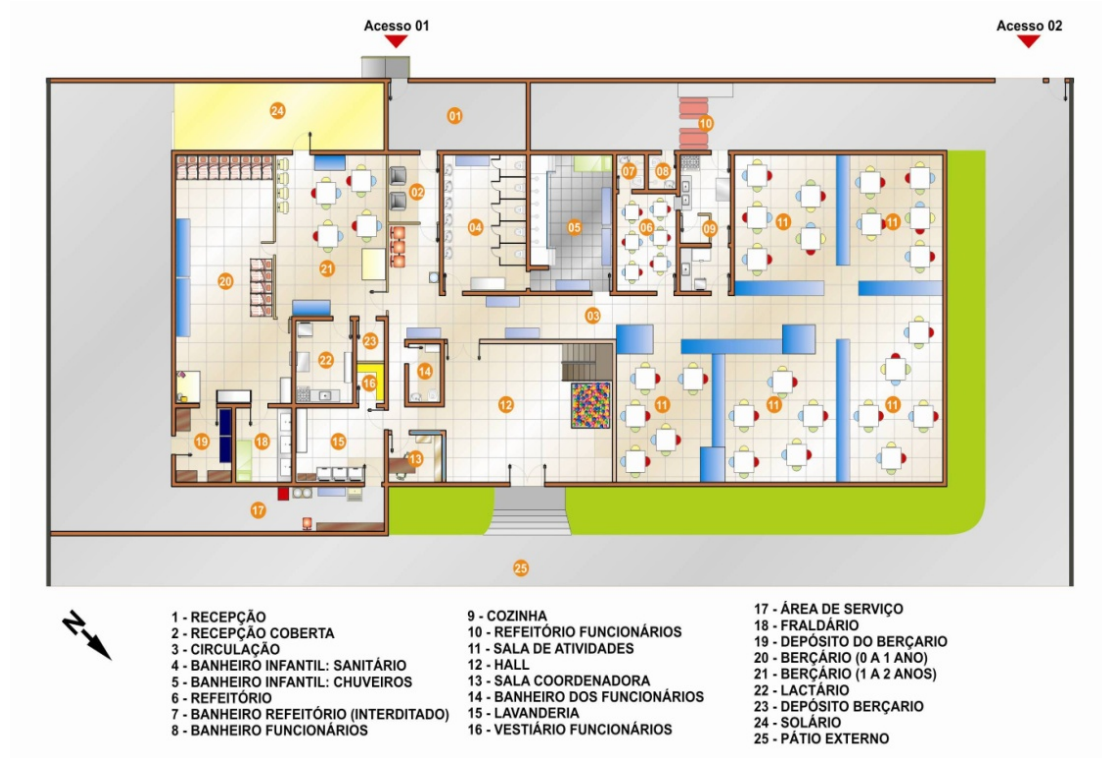 Acesso 01
Acesso 02
24
01
10
02
07
08
04
05
06
09
11
11
21
20
03
23
22
16
14
12
11
11
11
19
18
15
13
17
25
N
1 - RECEPÇÃO
2 - RECEPÇÃO COBERTA
3 - CIRCULAÇÃO
4 - BANHEIRO INFANTIL: SANITÁRIO
5 - BANHEIRO INFANTIL: CHUVEIROS
6 - REFEITÓRIO
7 - BANHEIRO REFEITÓRIO (INTERDITADO)
8 - BANHEIRO FUNCIONÁRIOS
9 - COZINHA
10 - REFEITÓRIO FUNCIONÁRIOS
11 - SALA DE ATIVIDADES
12 - HALL
13 - SALA COORDENADORA
14 - BANHEIRO DOS FUNCIONÁRIOS
15 - LAVANDERIA
16 - VESTIÁRIO FUNCIONÁRIOS
17 - ÁREA DE SERVIÇO
18 - FRALDÁRIO
19 - DEPÓSITO DO BERÇARIO
20 - BERÇÁRIO (0 A 1 ANO)
21 - BERÇÁRIO (1 A 2 ANOS)
22 - LACTÁRIO
23 - DEPÓSITO BERÇARIO
24 - SOLÁRIO
25 - PÁTIO EXTERNO